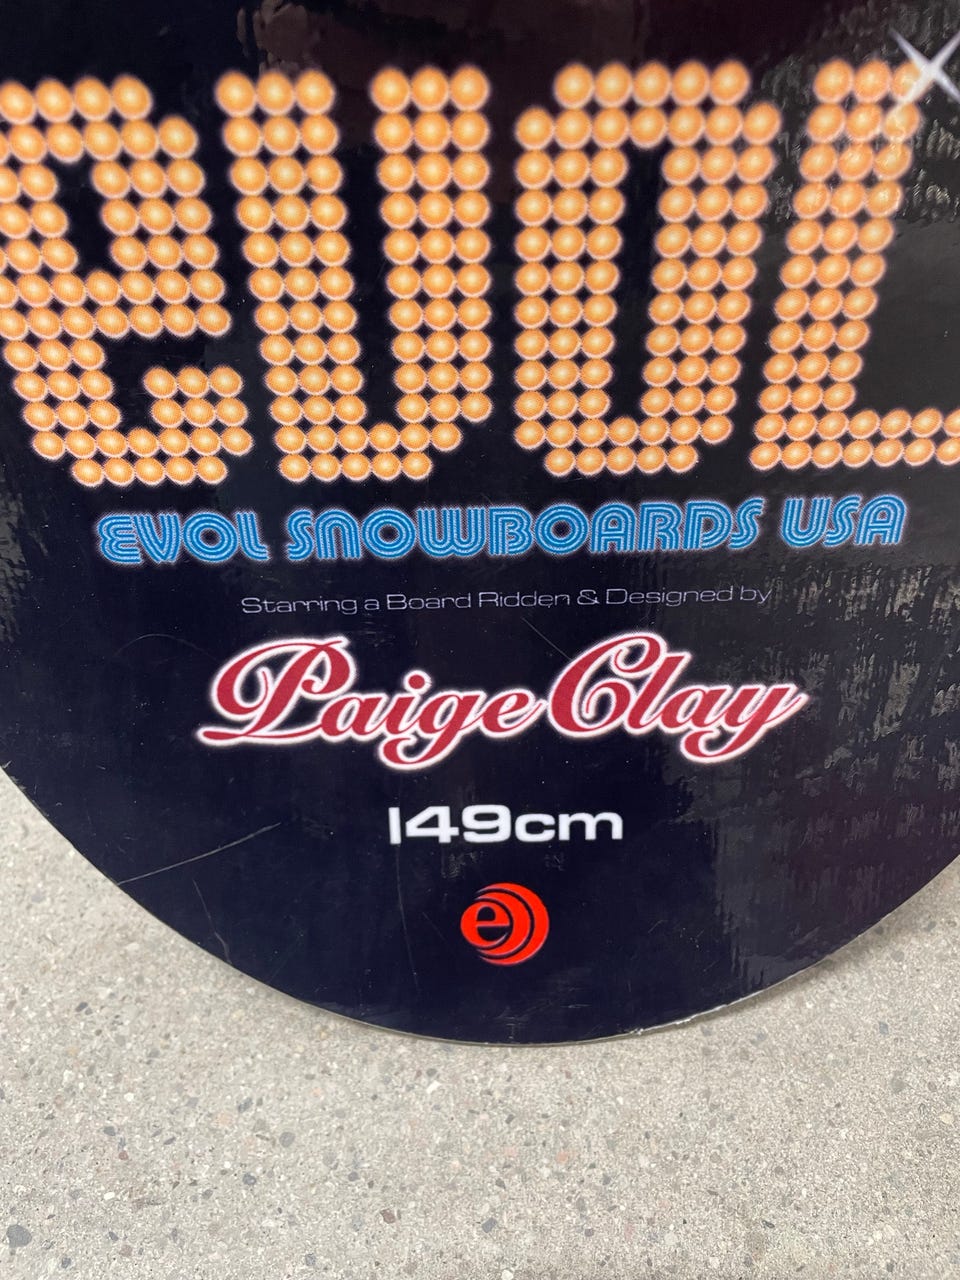 evol
EVOL SNOWBOARDS USA
Starring a Board Ridden & Designed by
Paige Clay
149cm
e